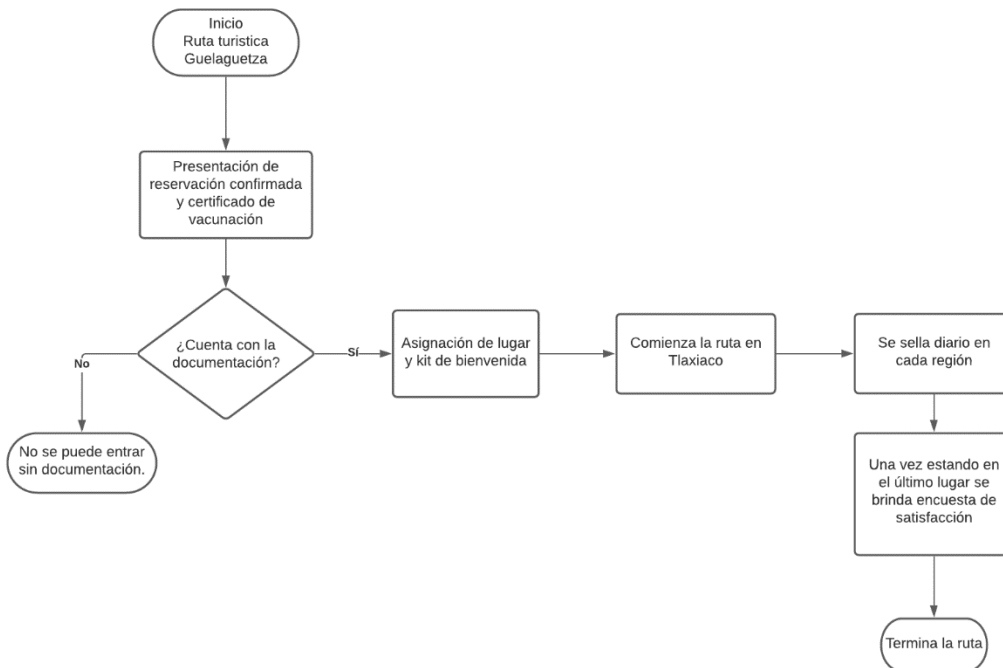 Inicio
Ruta turistica
Guelaguetza
Presentación de
reservación confirmada
y certificado de
vacunación
¿Cuenta con la
documentación?
No
No se puede entrar
sin documentación.
Sí
Asignación de lugar
y kit de bienvenida
Comienza la ruta en
Tlaxiaco
Se sella diario en
cada región
Una vez estando en
el último lugar se
brinda encuesta de
satisfacción
Termina la ruta